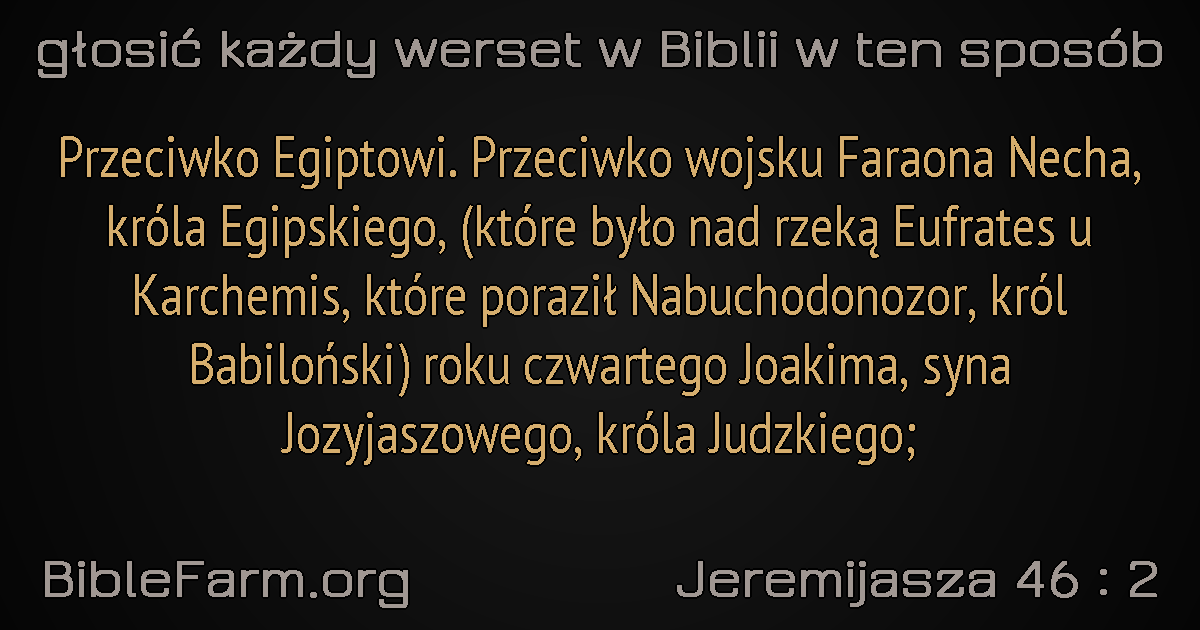 głosić każdy werset w Biblii w ten sposób
Przeciwko Egiptowi. Przeciwko wojsku Faraona Necha,
króla Egipskiego, (które było nad rzeką Eufrates u
Karchemis, które poraził Nabuchodonozor, król
Babiloński) roku czwartego Joakima, syna
Jozyjaszowego, króla Judzkiego;
BibleFarm.org
Jeremijasza 46 : 2